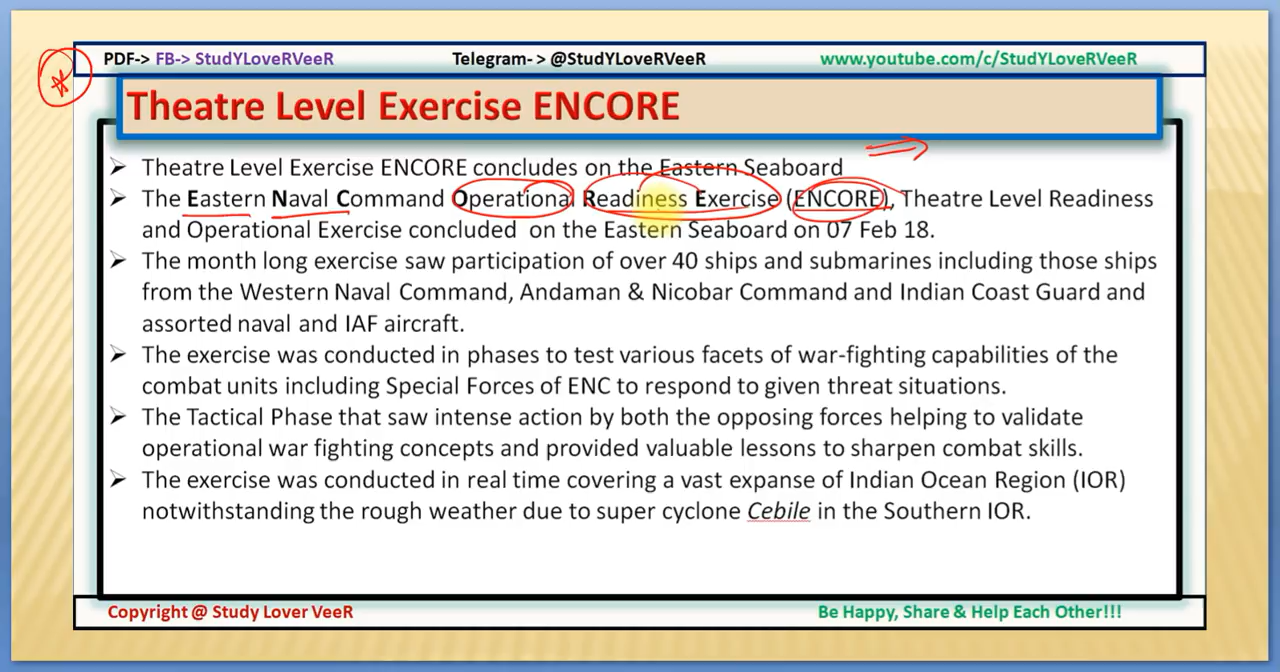 PDF-> FB-> StudYLoveRVeeR Telegram- > @StudYLoveRVeeR www.youtube.com/c/StudYLoveRVeeR
Theatre Level Exercise ENCORE
➢ Theatre Level Exercise ENCORE concludes on the Eastern Seaboard
➢ The Eastern Naval Command Operational Readiness Exercise (ENCORE), Theatre Level Readiness
and Operational Exercise concluded on the Eastern Seaboard on 07 Feb 18.
➢ The month long exercise saw participation of over 40 ships and submarines including those ships
from the Western Naval Command, Andaman & Nicobar Command and Indian Coast Guard and
assorted naval and IAF aircraft.
➢ The exercise was conducted in phases to test various facets of war-fighting capabilities of the
combat units including Special Forces of ENC to respond to given threat situations.
➢ The Tactical Phase that saw intense action by both the opposing forces helping to validate
operational war fighting concepts and provided valuable lessons to sharpen combat skills.
➢ The exercise was conducted in real time covering a vast expanse of Indian Ocean Region (IOR)
notwithstanding the rough weather due to super cyclone Cebile in the Southern IOR.
Copyright @ Study Lover VeeR Be Happy, Share & Help Each Other!!!